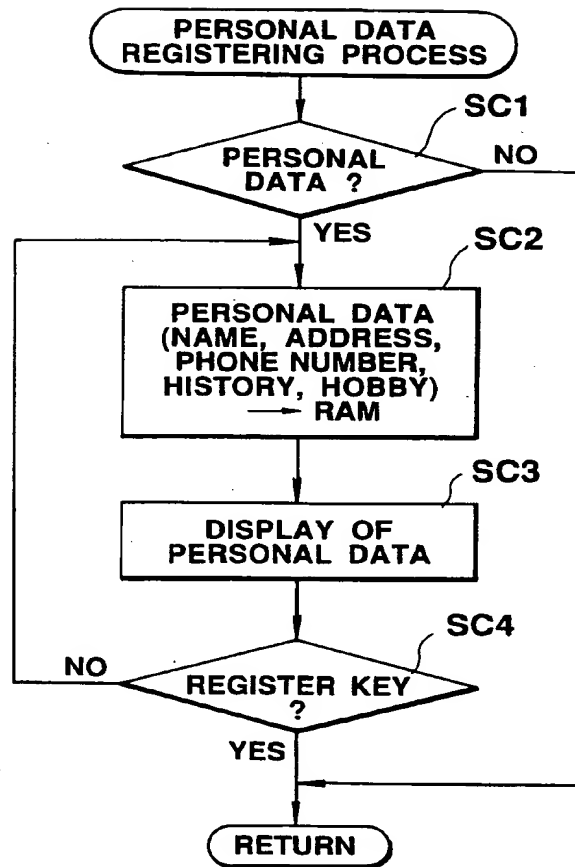 PERSONAL DATA
REGISTERING PROCESS
SC1
PERSONAL
DATA ?
NO
YES
SC2
PERSONAL DATA
(NAME, ADDRESS,
PHONE NUMBER,
HISTORY, HOBBY)
→ RAM
SC3
DISPLAY OF
PERSONAL DATA
SC4
NO
REGISTER KEY
?
YES
RETURN